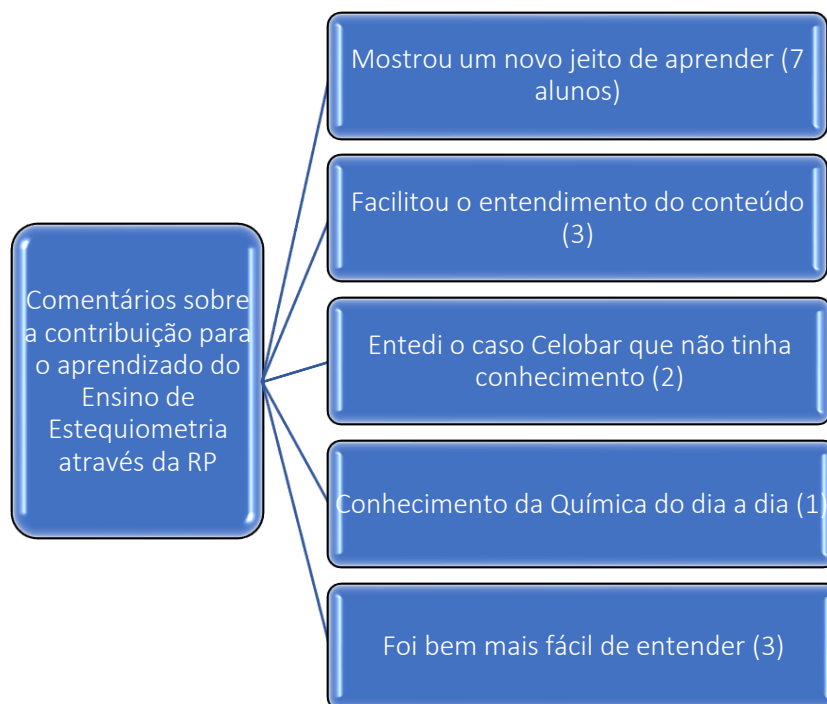 Mostrou um novo jeito de aprender (7
alunos)
Facilitou o entendimento do conteúdo
(3)
Comentários sobre
a contribuição para
o aprendizado do
Ensino de
Estequiometria
através da RP
Entedi o caso Celobar que não tinha
conhecimento (2)
Conhecimento da Química do dia a dia (1)
Foi bem mais fácil de entender (3)